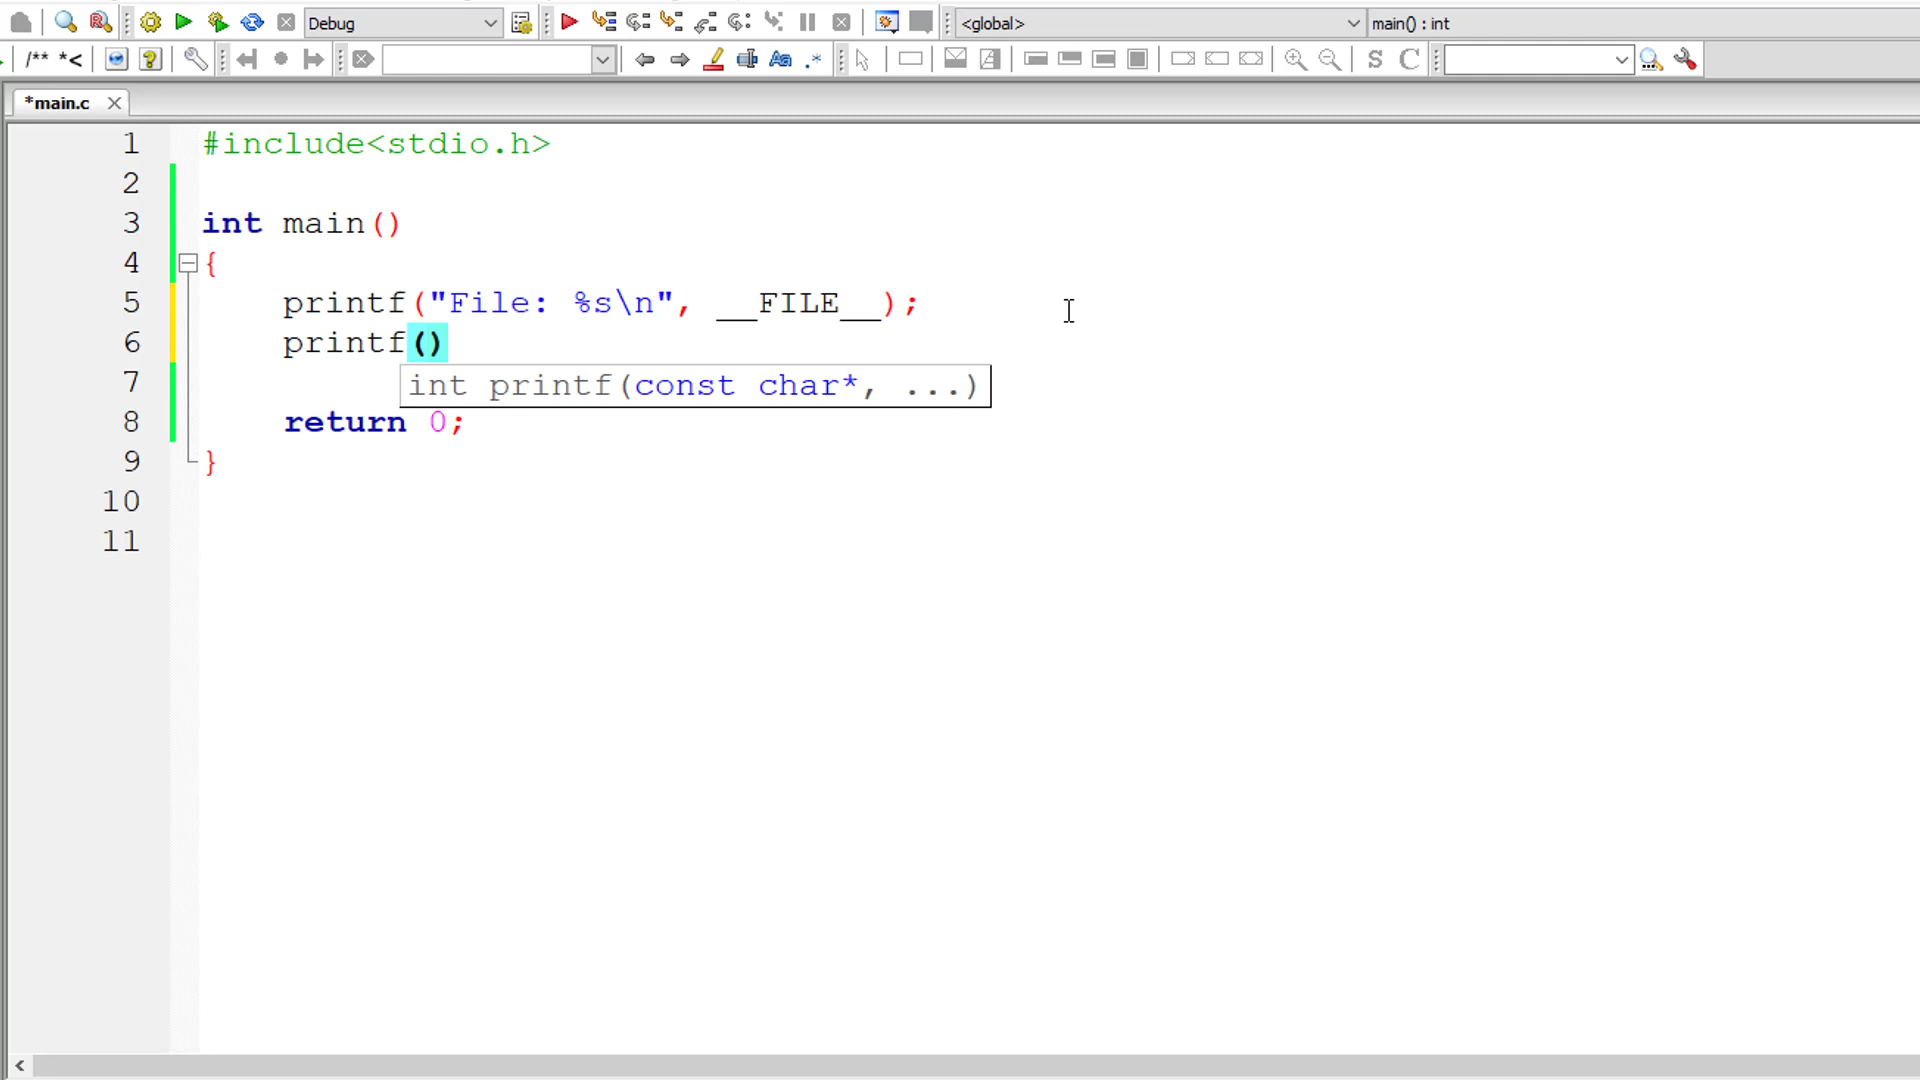 Debug
<global>
main() : int
/** *<
.*
S C
*main.c
1 #include<stdio.h>
2
3 int main()
4 {
5 printf("File: %s\n", __FILE__);
6 printf()
7 int printf(const char*, ...)
8 return 0;
9 }
10
11